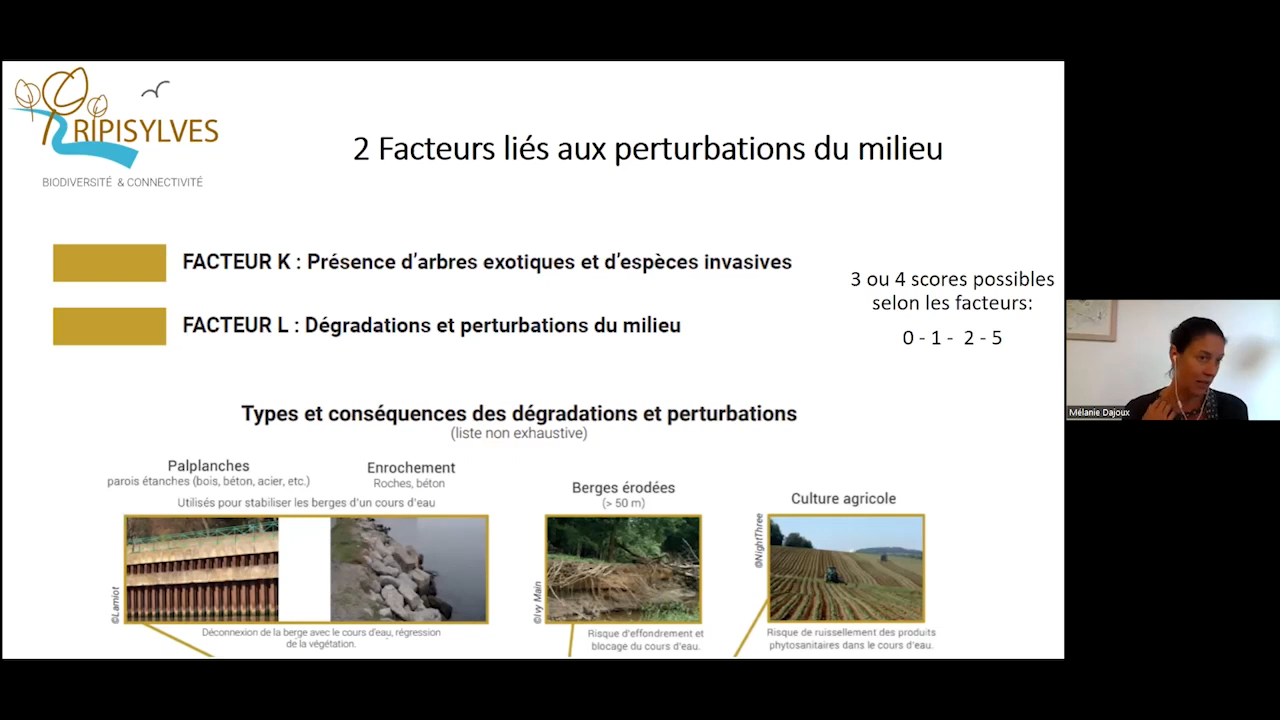 RIPISYLVES
BIODIVERSITÉ & CONNECTIVITÉ
2 Facteurs liés aux perturbations du milieu
FACTEUR K : Présence d'arbres exotiques et d'espèces invasives
FACTEUR L : Dégradations et perturbations du milieu
3 ou 4 scores possibles
selon les facteurs:
0 - 1 - 2 - 5
Types et conséquences des dégradations et perturbations
(liste non exhaustive)
Palplanches
parois étanches (bois, béton, acier, etc.)
Enrochement
Roches, béton
Utilisés pour stabiliser les berges d'un cours d'eau
©Lamiot
Déconnexion de la berge avec le cours d'eau, régression
de la végétation.
Berges érodées
(> 50 m)
©Ivy Main
Risque d'effondrement et
blocage du cours d'eau.
Culture agricole
©NightThree
Risque de ruissellement des produits
phytosanitaires dans le cours d'eau.
Mélanie Dajoux